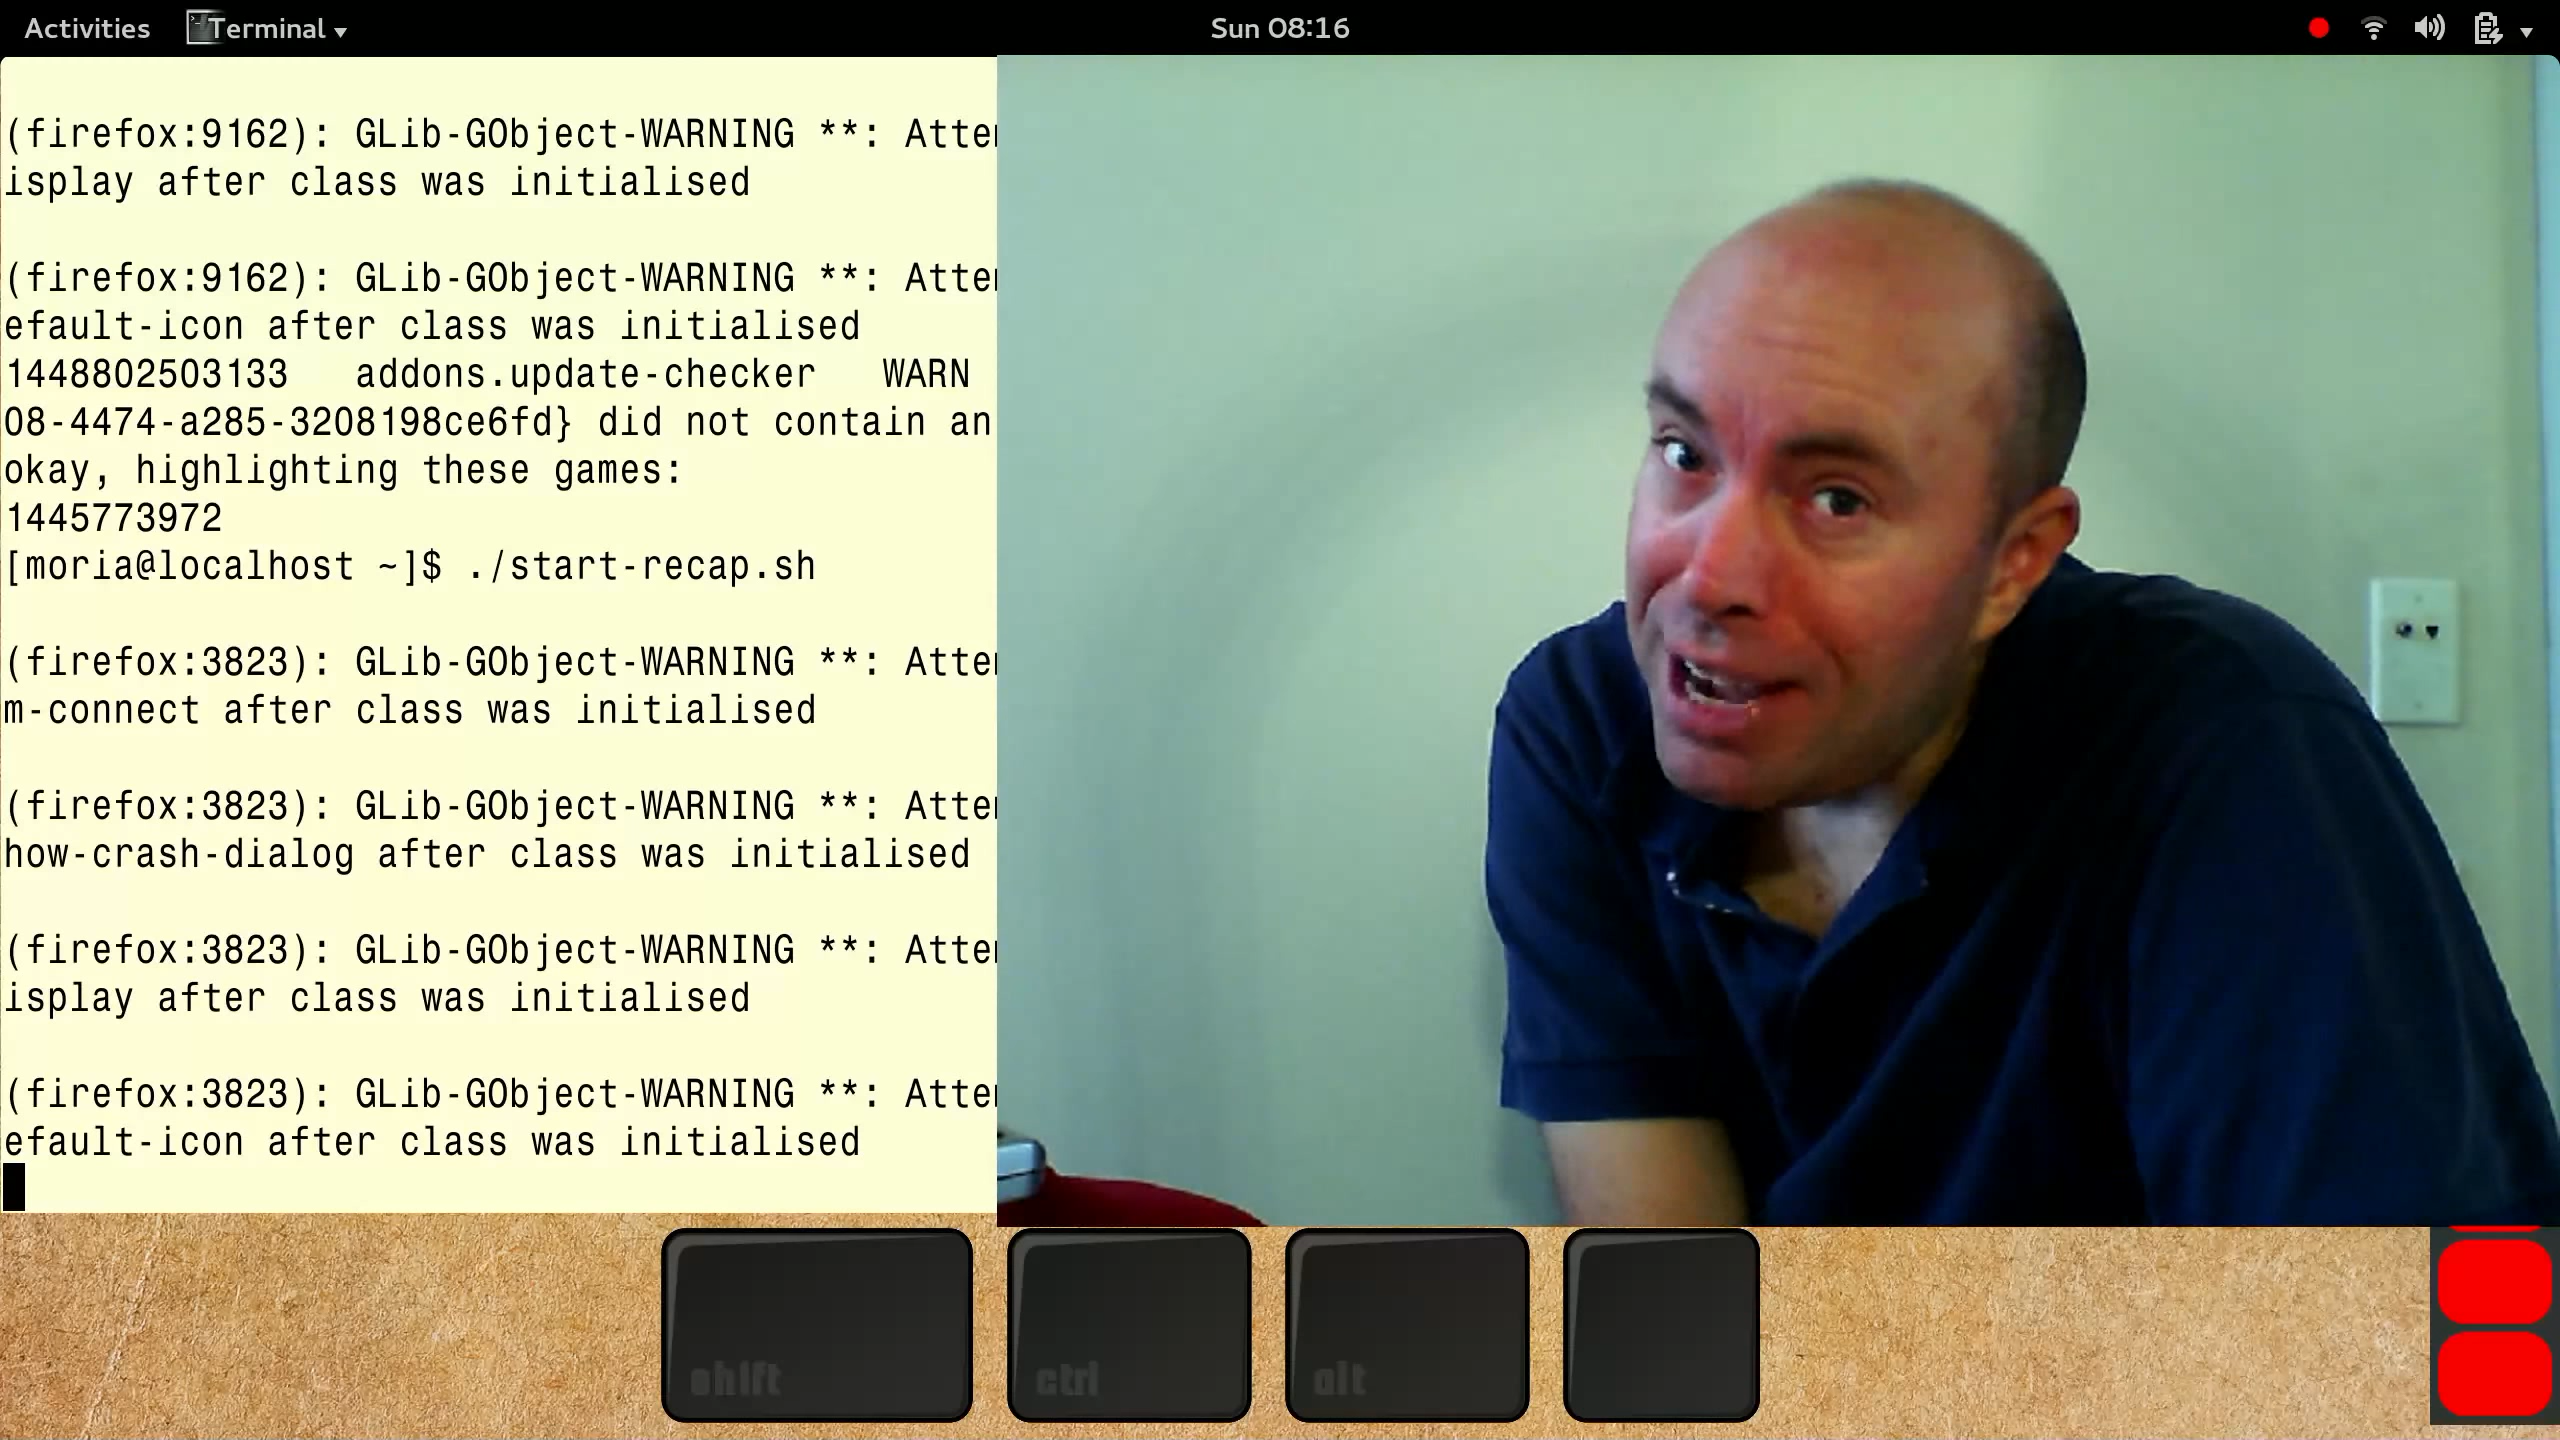 Activities Terminal Sun 08:16
(firefox:9162): GLib-GObject-WARNING **: Atte
isplay after class was initialised
(firefox:9162): GLib-GObject-WARNING **: Atte
efault-icon after class was initialised
1448802503133 addons.update-checker WARN
08-4474-a285-3208198ce6fd} did not contain an
okay, highlighting these games:
1445773972
[moria@localhost ~]$ ./start-recap.sh
(firefox:3823): GLib-GObject-WARNING **: Atte
m-connect after class was initialised
(firefox:3823): GLib-GObject-WARNING **: Atte
how-crash-dialog after class was initialised
(firefox:3823): GLib-GObject-WARNING **: Atte
isplay after class was initialised
(firefox:3823): GLib-GObject-WARNING **: Atte
efault-icon after class was initialised
shift ctrl alt